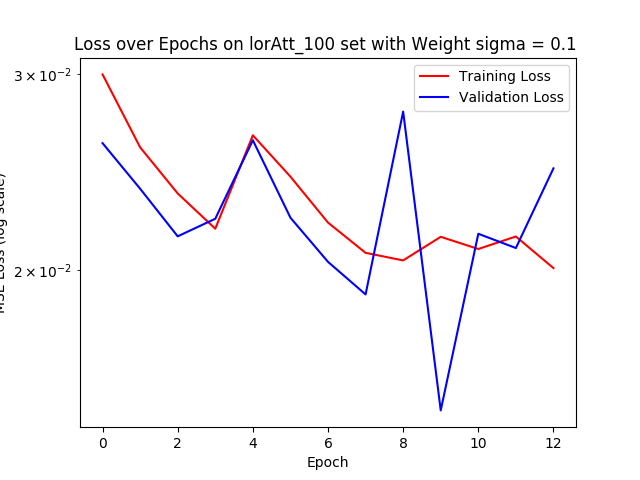 Loss over Epochs on lorAtt_100 set with Weight sigma = 0.1
Training Loss
Validation Loss
3 × 10⁻²
2 × 10⁻²
MSE Loss (log scale)
0 2 4 6 8 10 12
Epoch